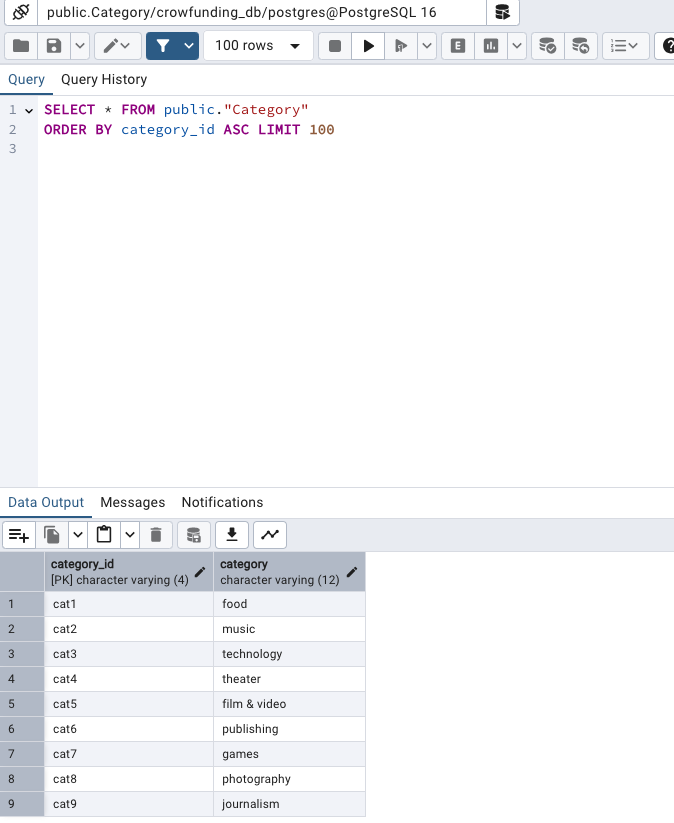 public.Category/crowfunding_db/postgres@PostgreSQL 16
100 rows
E
?
Query Query History
1 SELECT * FROM public."Category"
2 ORDER BY category_id ASC LIMIT 100
3
Data Output Messages Notifications
category_id category
[PK] character varying (4) character varying (12)
1 cat1 food
2 cat2 music
3 cat3 technology
4 cat4 theater
5 cat5 film & video
6 cat6 publishing
7 cat7 games
8 cat8 photography
9 cat9 journalism